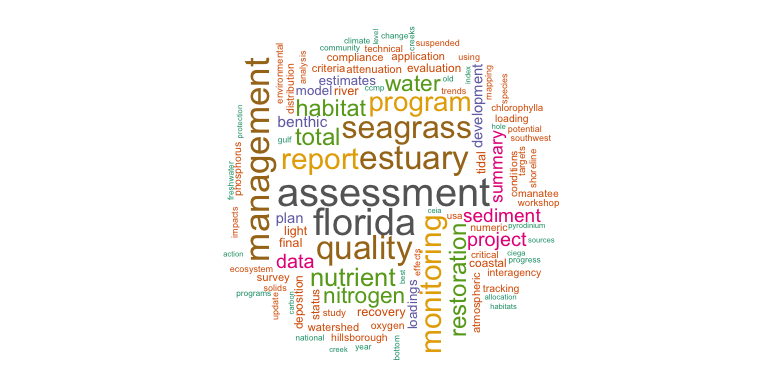 climate
level
change
creeks
suspended
community
technical
environmental
analysis
compliance
application
using
criteria
attenuation
evaluation
management
distribution
estimates
water
old
index
mapping
species
model
river
ccmp
trends
development
habitat
program
chlorophylla
loading
protection
benthic
seagrass
hole
potential
gulf
total
southwest
phosphorus
freshwater
report
estuary
tidal
summary
conditions
targets
shoreline
assessment
manatee
workshop
impacts
plan
florida
ceia
usa
sediment
light
numeric
pyrodinium
final
quality
monitoring
restoration
project
sources
action
data
effects
critical
ciega
coastal
progress
ecosystem
survey
nutrient
best
interagency
solids
tracking
programs
update
carbon
deposition
status
nitrogen
loadings
atmospheric
allocation
habitats
study
recovery
watershed
oxygen
national
hillsborough
bottom
creek
year